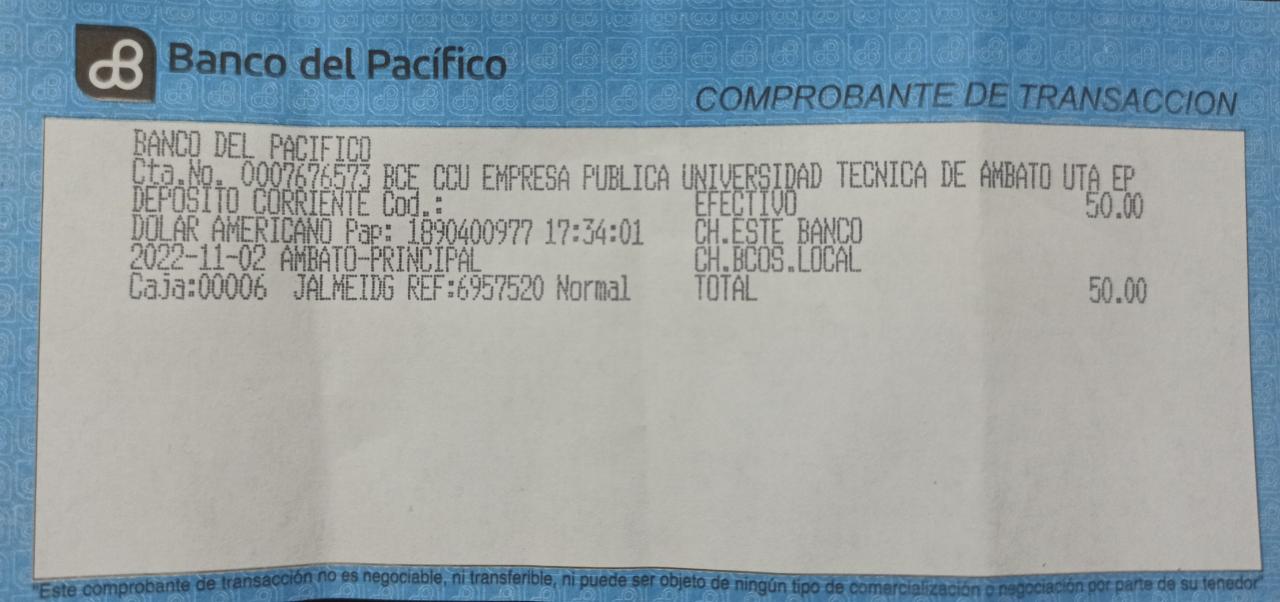 Banco del Pacífico
COMPROBANTE DE TRANSACCION
BANCO DEL PACIFICO
Cta.No. 0007676573 BCE CCU EMPRESA PUBLICA UNIVERSIDAD TECNICA DE AMBATO UTA EP
DEPOSITO CORRIENTE Cod.: EFECTIVO 50.00
DOLAR AMERICANO Pap: 1890400977 17:34:01 CH.ESTE BANCO
2022-11-02 AMBATO-PRINCIPAL CH.BCOS.LOCAL
Caja:00006 JALMEIDG REF:6957520 Normal TOTAL 50.00
"Este comprobante de transacción no es negociable, ni transferible, ni puede ser objeto de ningún tipo de comercialización o negociación por parte de su tenedor"